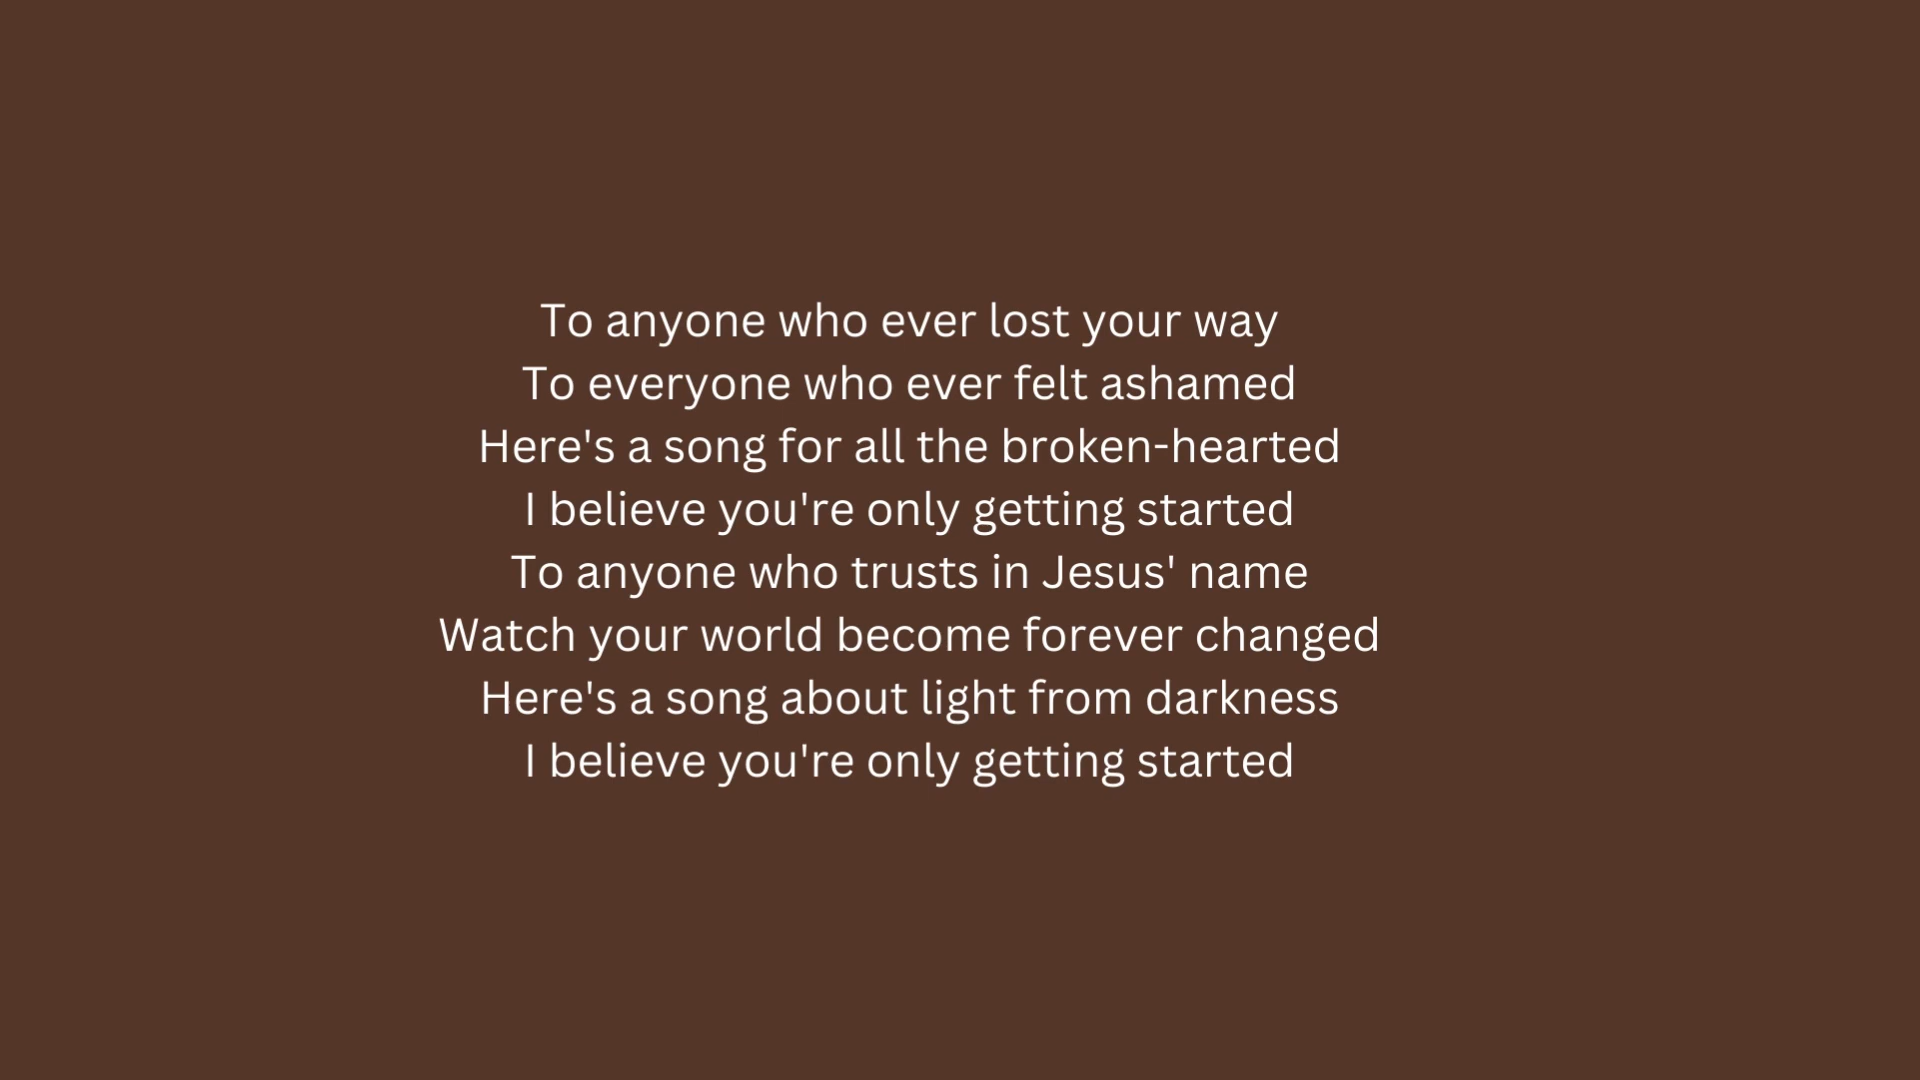 To anyone who ever lost your way
To everyone who ever felt ashamed
Here's a song for all the broken-hearted
I believe you're only getting started
To anyone who trusts in Jesus' name
Watch your world become forever changed
Here's a song about light from darkness
I believe you're only getting started